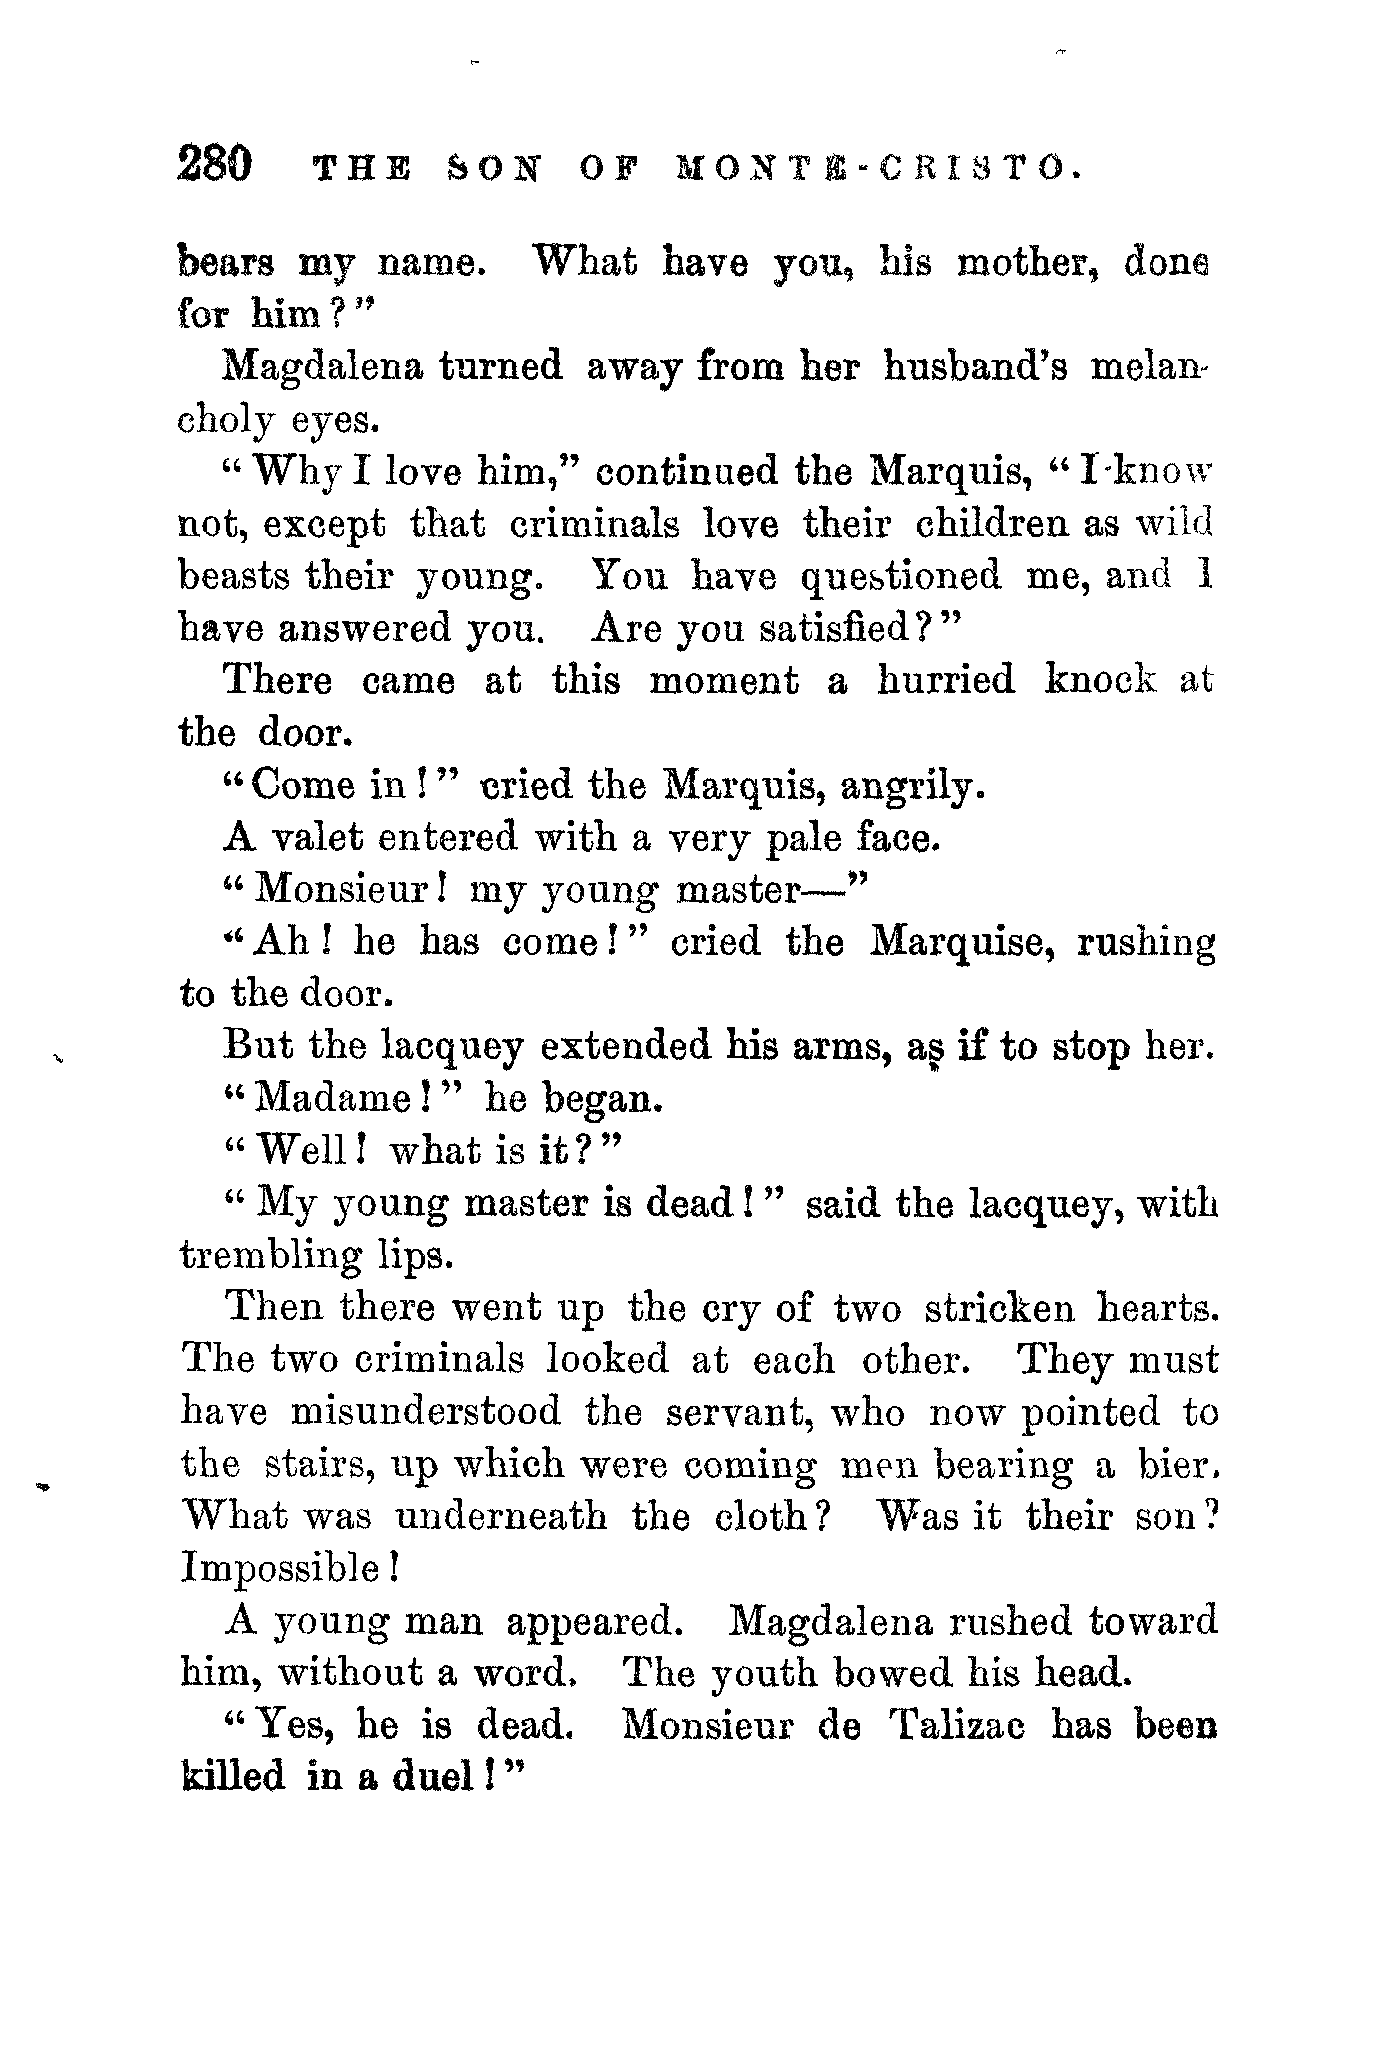 280 THE SON OF MONTE-CRISTO.
bears my name. What have you, his mother, done
for him?"
Magdalena turned away from her husband's melan-
choly eyes.
"Why I love him," continued the Marquis, "I know
not, except that criminals love their children as wild
beasts their young. You have questioned me, and I
have answered you. Are you satisfied?"
There came at this moment a hurried knock at
the door.
"Come in!" cried the Marquis, angrily.
A valet entered with a very pale face.
"Monsieur! my young master—"
"Ah! he has come!" cried the Marquise, rushing
to the door.
But the lacquey extended his arms, as if to stop her.
"Madame!" he began.
"Well! what is it?"
"My young master is dead!" said the lacquey, with
trembling lips.
Then there went up the cry of two stricken hearts.
The two criminals looked at each other. They must
have misunderstood the servant, who now pointed to
the stairs, up which were coming men bearing a bier.
What was underneath the cloth? Was it their son?
Impossible!
A young man appeared. Magdalena rushed toward
him, without a word. The youth bowed his head.
"Yes, he is dead. Monsieur de Talizac has been
killed in a duel!"